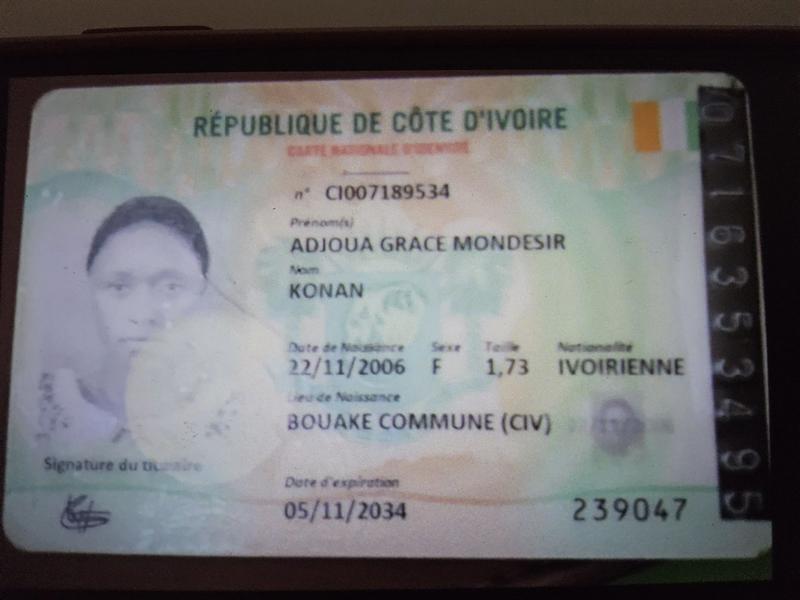 RÉPUBLIQUE DE CÔTE D'IVOIRE
CARTE NATIONALE D'IDENTITÉ
n° CI007189534
Prénom(s)
ADJOUA GRACE MONDESIR
Nom
KONAN
Date de Naissance Sexe Taille Nationalité
22/11/2006 F 1,73 IVOIRIENNE
Lieu de Naissance
BOUAKE COMMUNE (CIV)
Signature du titulaire
Date d'expiration
05/11/2034
239047